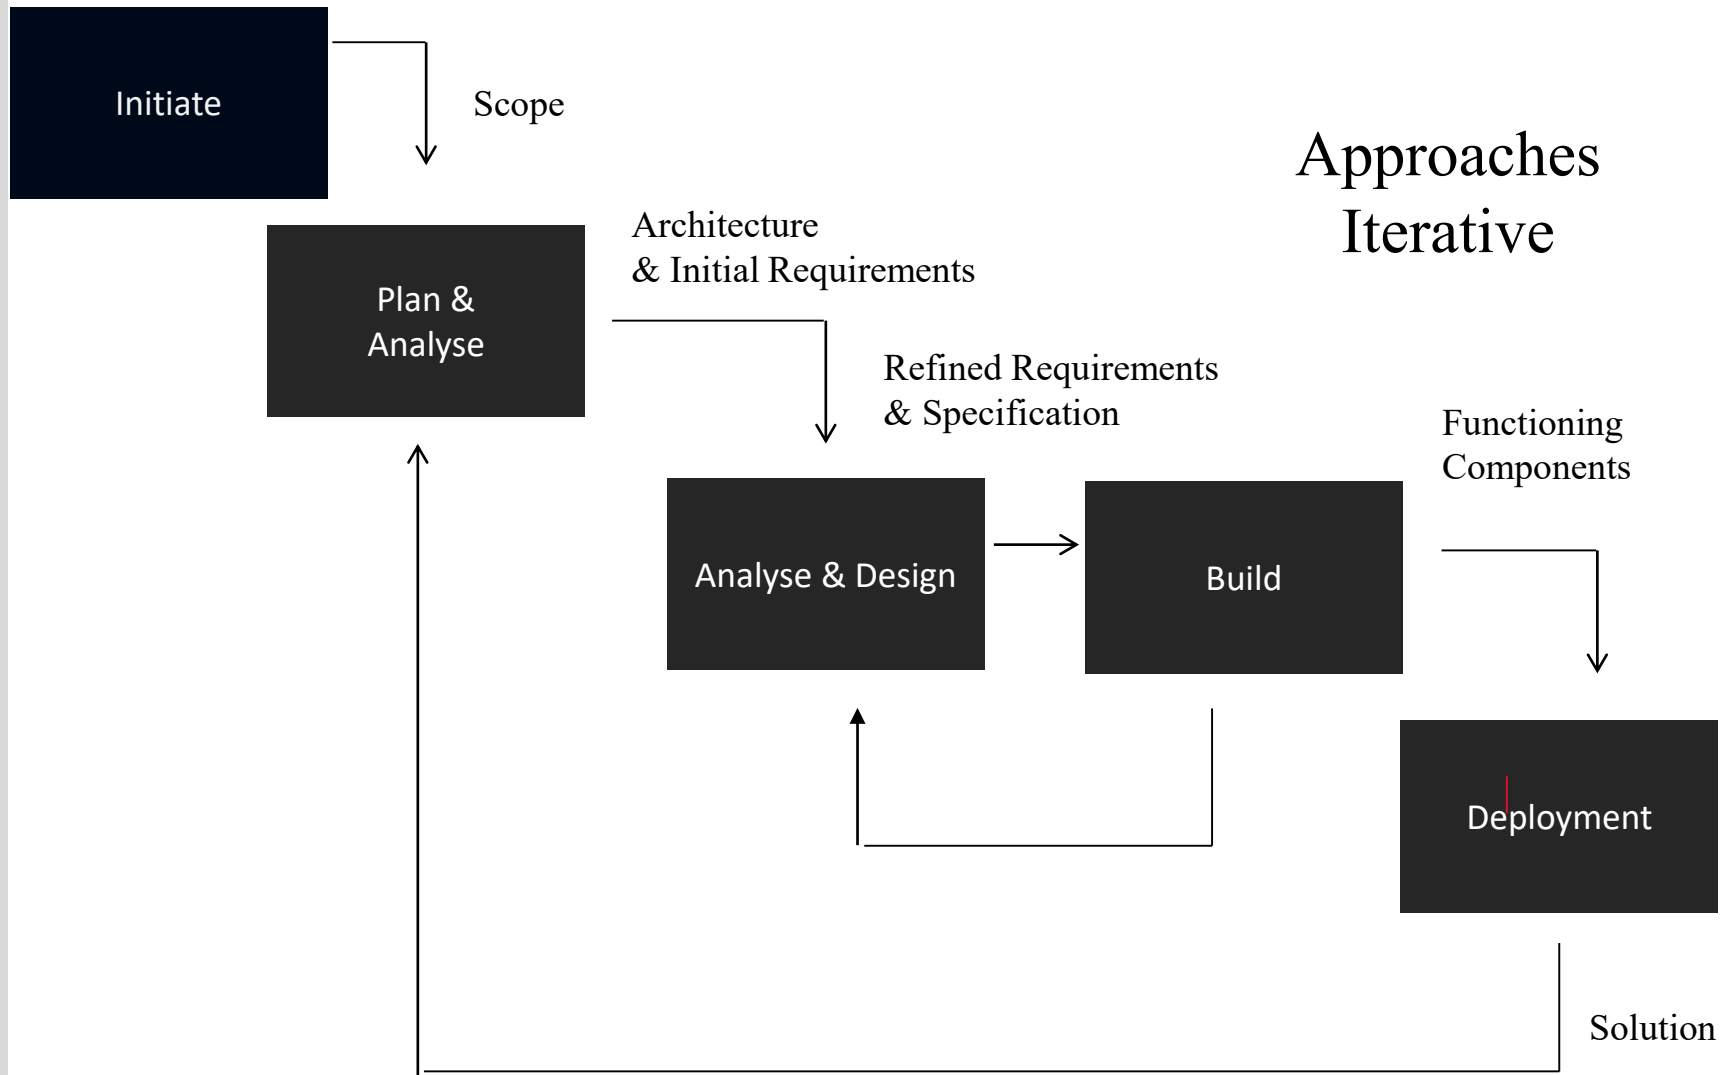 Initiate
Scope
Approaches
Iterative
Architecture
& Initial Requirements
Plan &
Analyse
Refined Requirements
& Specification
Functioning
Components
Analyse & Design
Build
Deployment
Solution